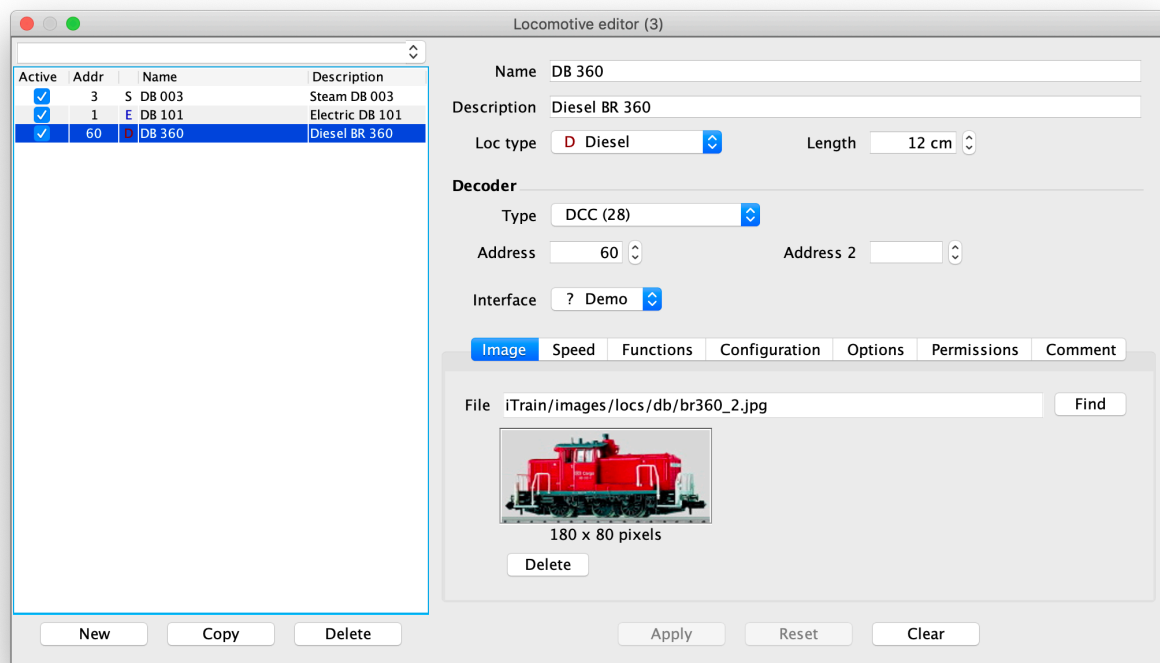 Locomotive editor (3)
Active Addr Name Description
3 S DB 003 Steam DB 003
1 E DB 101 Electric DB 101
60 D DB 360 Diesel BR 360
New Copy Delete
Name DB 360
Description Diesel BR 360
Loc type D Diesel Length 12 cm
Decoder
Type DCC (28)
Address 60 Address 2
Interface ? Demo
Image Speed Functions Configuration Options Permissions Comment
File iTrain/images/locs/db/br360_2.jpg Find
180 x 80 pixels
Delete
Apply Reset Clear